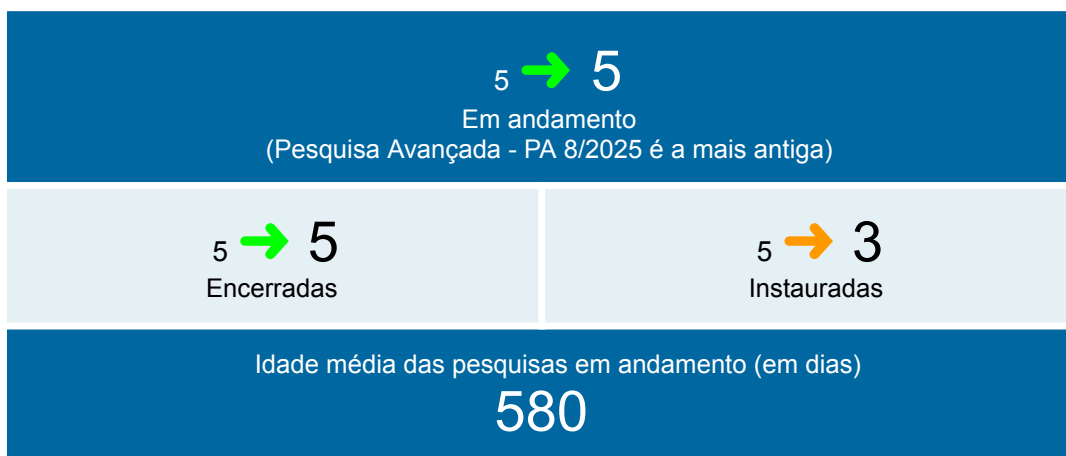 5 ➜ 5
Em andamento
(Pesquisa Avançada - PA 8/2025 é a mais antiga)
5 ➜ 5
Encerradas
5 ➜ 3
Instauradas
Idade média das pesquisas em andamento (em dias)
580